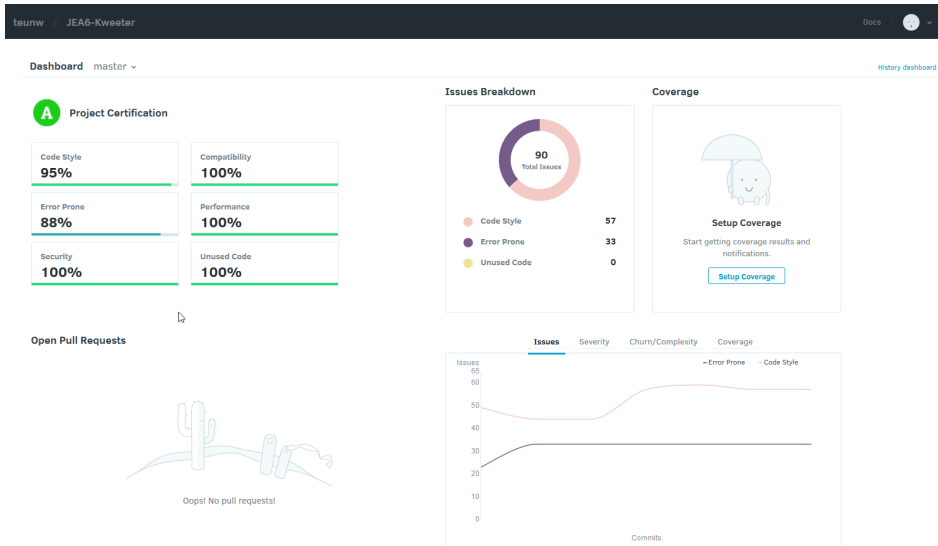 teunw / JEA6-Kweeter
Docs
Dashboard master
History dashboard
A Project Certification
Code Style
95%
Compatibility
100%
Error Prone
88%
Performance
100%
Security
100%
Unused Code
100%
Issues Breakdown
90
Total Issues
Code Style 57
Error Prone 33
Unused Code 0
Coverage
Setup Coverage
Start getting coverage results and
notifications.
Setup Coverage
Open Pull Requests
Oops! No pull requests!
Issues Severity Churn/Complexity Coverage
Issues
Error Prone Code Style
65
60
50
40
30
20
10
0
Commits